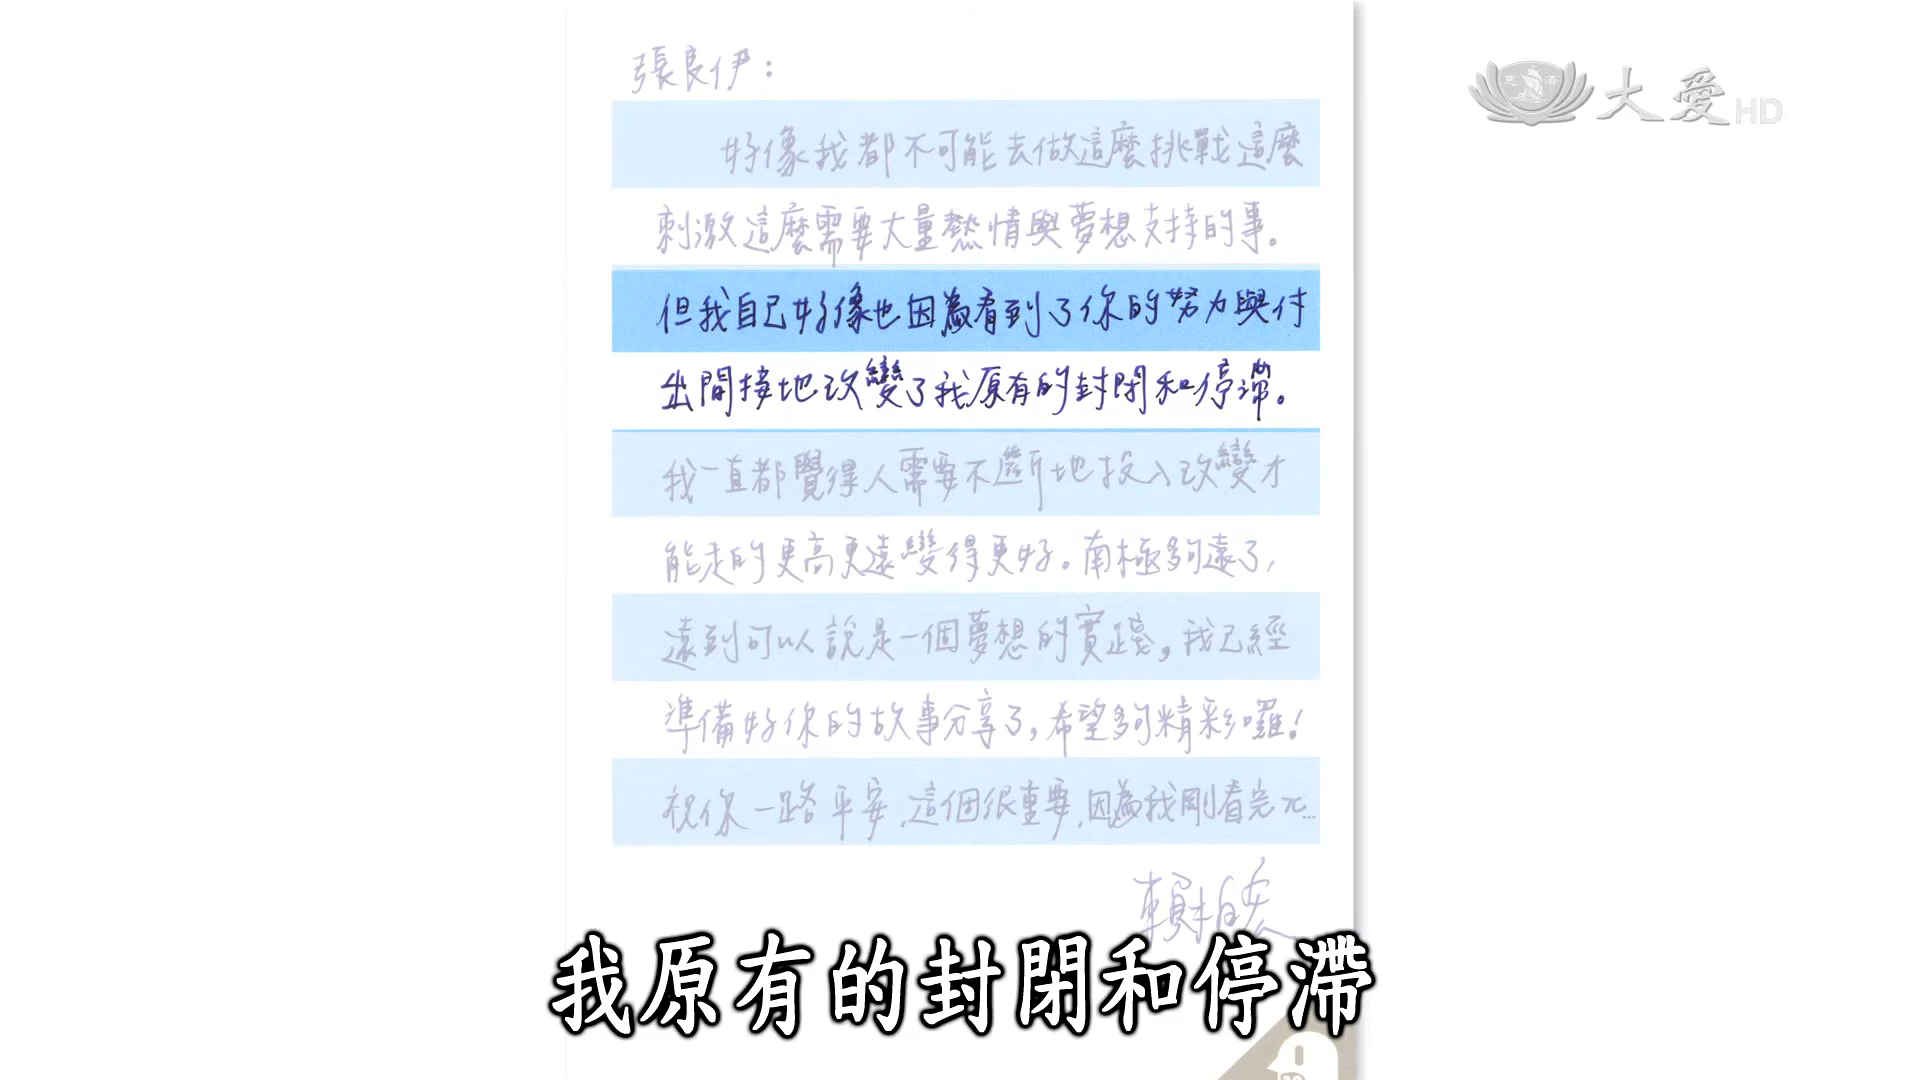 大愛HD
張良伊：
好像我都不可能去做這麼挑戰這麼
刺激這麼需要大量熱情與夢想支持的事。
但我自己好像也因為看到了你的努力與付
出間接地改變了我原有的封閉和停滯。
我一直都覺得人需要不斷地投入改變才
能走的更高更遠變得更好。南極夠遠了，
遠到可以說是一個夢想的實踐，我已經
準備好你的故事分享了，希望夠精彩囉！
祝你一路平安，這個很重要，因為我剛看完
賴柏宏
我原有的封閉和停滯